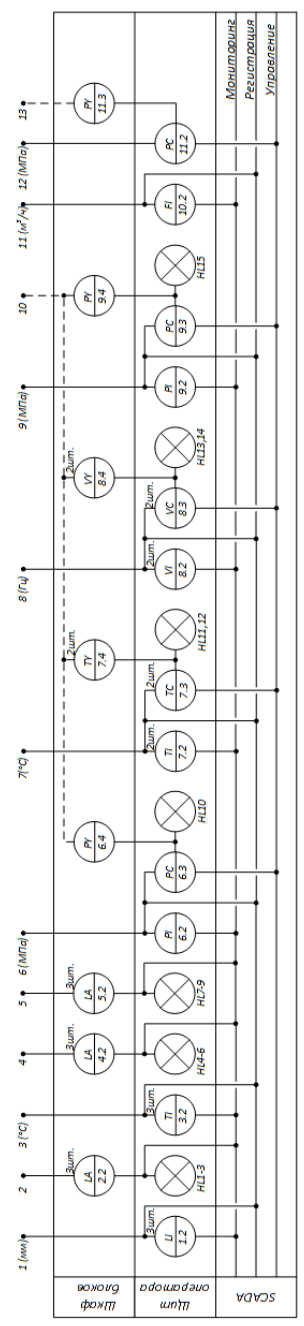 1 (мм)
2
3 (°C)
4
5
6 (МПа)
7(°C)
8 (Гц)
9 (МПа)
10
11 (м³/ч)
12 (МПа)
13
Шкаф
блоков
3шт.
LA
2.2
3шт.
LA
4.2
3шт.
LA
5.2
PY
6.4
2шт.
TY
7.4
2шт.
VY
8.4
PY
9.4
PY
11.3
Щит
оператора
3шт.
LI
1.2
HL1-3
3шт.
TI
3.2
HL4-6
HL7-9
PI
6.2
PC
6.3
HL10
2шт.
TI
7.2
2шт.
TC
7.3
HL11,12
2шт.
VI
8.2
2шт.
VC
8.3
HL13,14
PI
9.2
PC
9.3
HL15
FI
10.2
PC
11.2
SCADA
Мониторинг
Регистрация
Управление